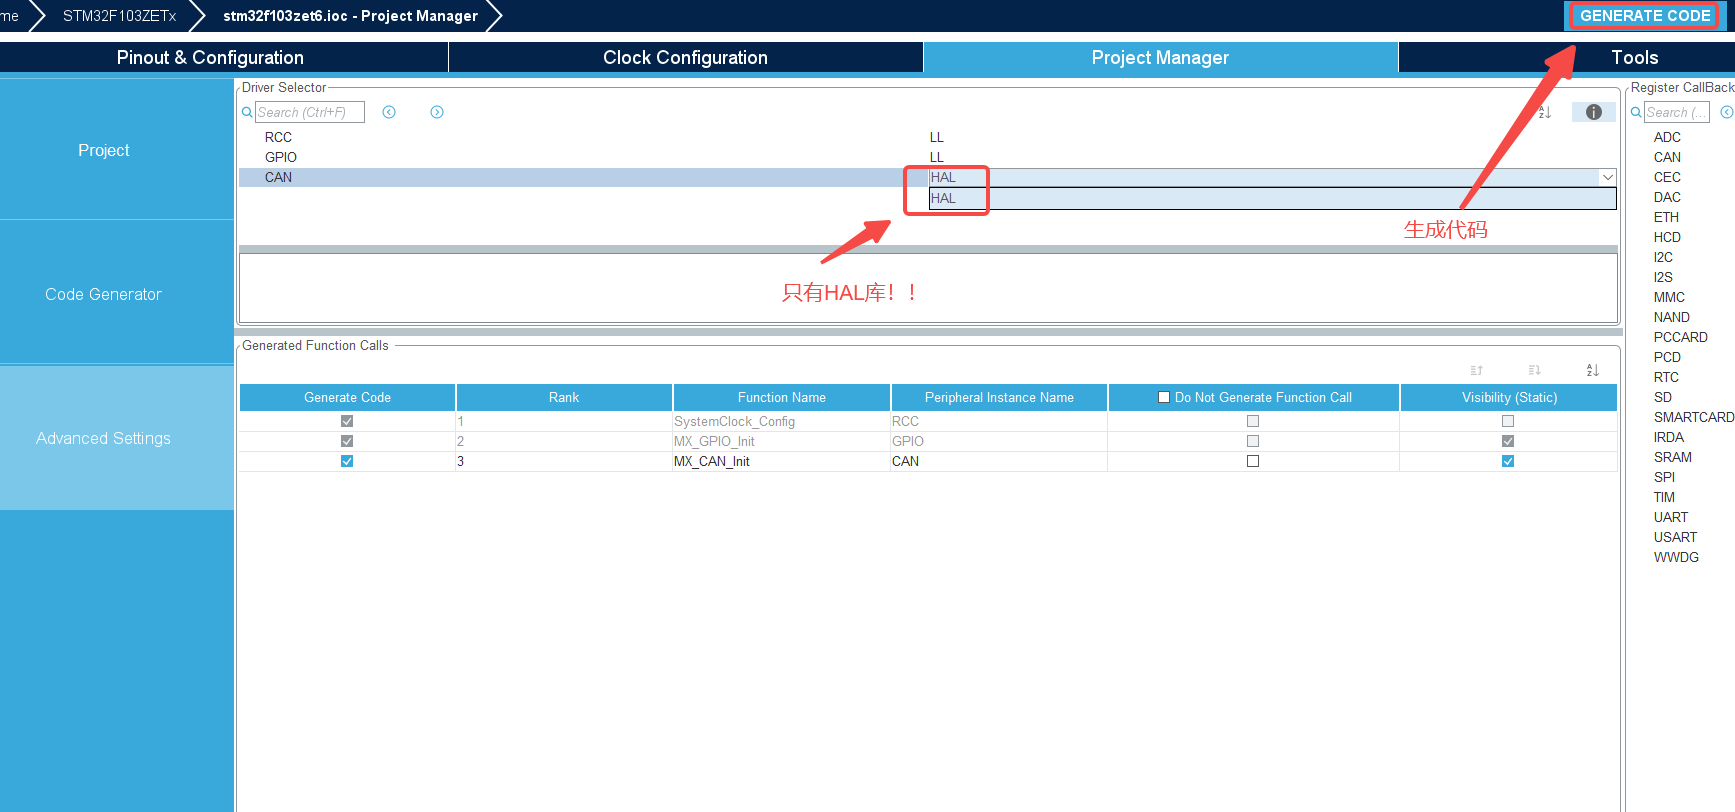 me STM32F103ZETx stm32f103zet6.ioc - Project Manager GENERATE CODE
Pinout & Configuration Clock Configuration Project Manager Tools
Project
Code Generator
Advanced Settings
Driver Selector
Search (Ctrl+F)
RCC LL
GPIO LL
CAN HAL
HAL
生成代码
只有HAL库！！
Generated Function Calls
Generate Code Rank Function Name Peripheral Instance Name Do Not Generate Function Call Visibility (Static)
1 SystemClock_Config RCC
2 MX_GPIO_Init GPIO
3 MX_CAN_Init CAN
Register CallBack
Search (...
ADC
CAN
CEC
DAC
ETH
HCD
I2C
I2S
MMC
NAND
PCCARD
PCD
RTC
SD
SMARTCARD
IRDA
SRAM
SPI
TIM
UART
USART
WWDG